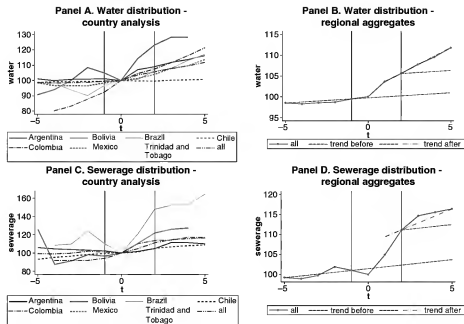 Panel A. Water distribution -
country analysis
130
120
110
100
90
80
water
−5
0
5
t
Argentina Bolivia Brazil Chile
Colombia Mexico Trinidad and all
Tobago
Panel B. Water distribution -
regional aggregates
115
110
105
100
95
water
−5
0
5
t
all trend before trend after
Panel C. Sewerage distribution -
country analysis
160
140
120
100
80
sewerage
−5
0
5
t
Argentina Bolivia Brazil Chile
Colombia Mexico Trinidad and all
Tobago
Panel D. Sewerage distribution -
regional aggregates
120
115
110
105
100
sewerage
−5
0
5
t
all trend before trend after